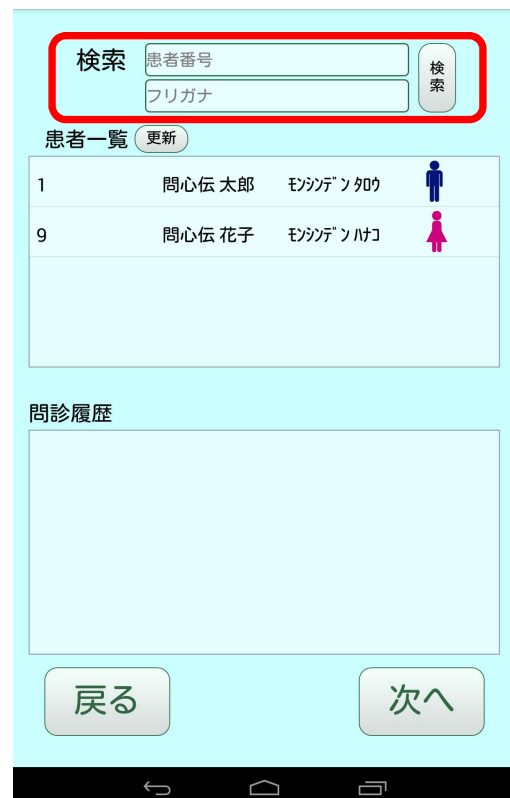 検索 患者番号 検索
フリガナ
患者一覧 更新
1 問心伝 太郎 ﾓﾝｼﾝﾃﾞﾝ ﾀﾛｳ
9 問心伝 花子 ﾓﾝｼﾝﾃﾞﾝ ﾊﾅｺ
問診履歴
戻る 次へ